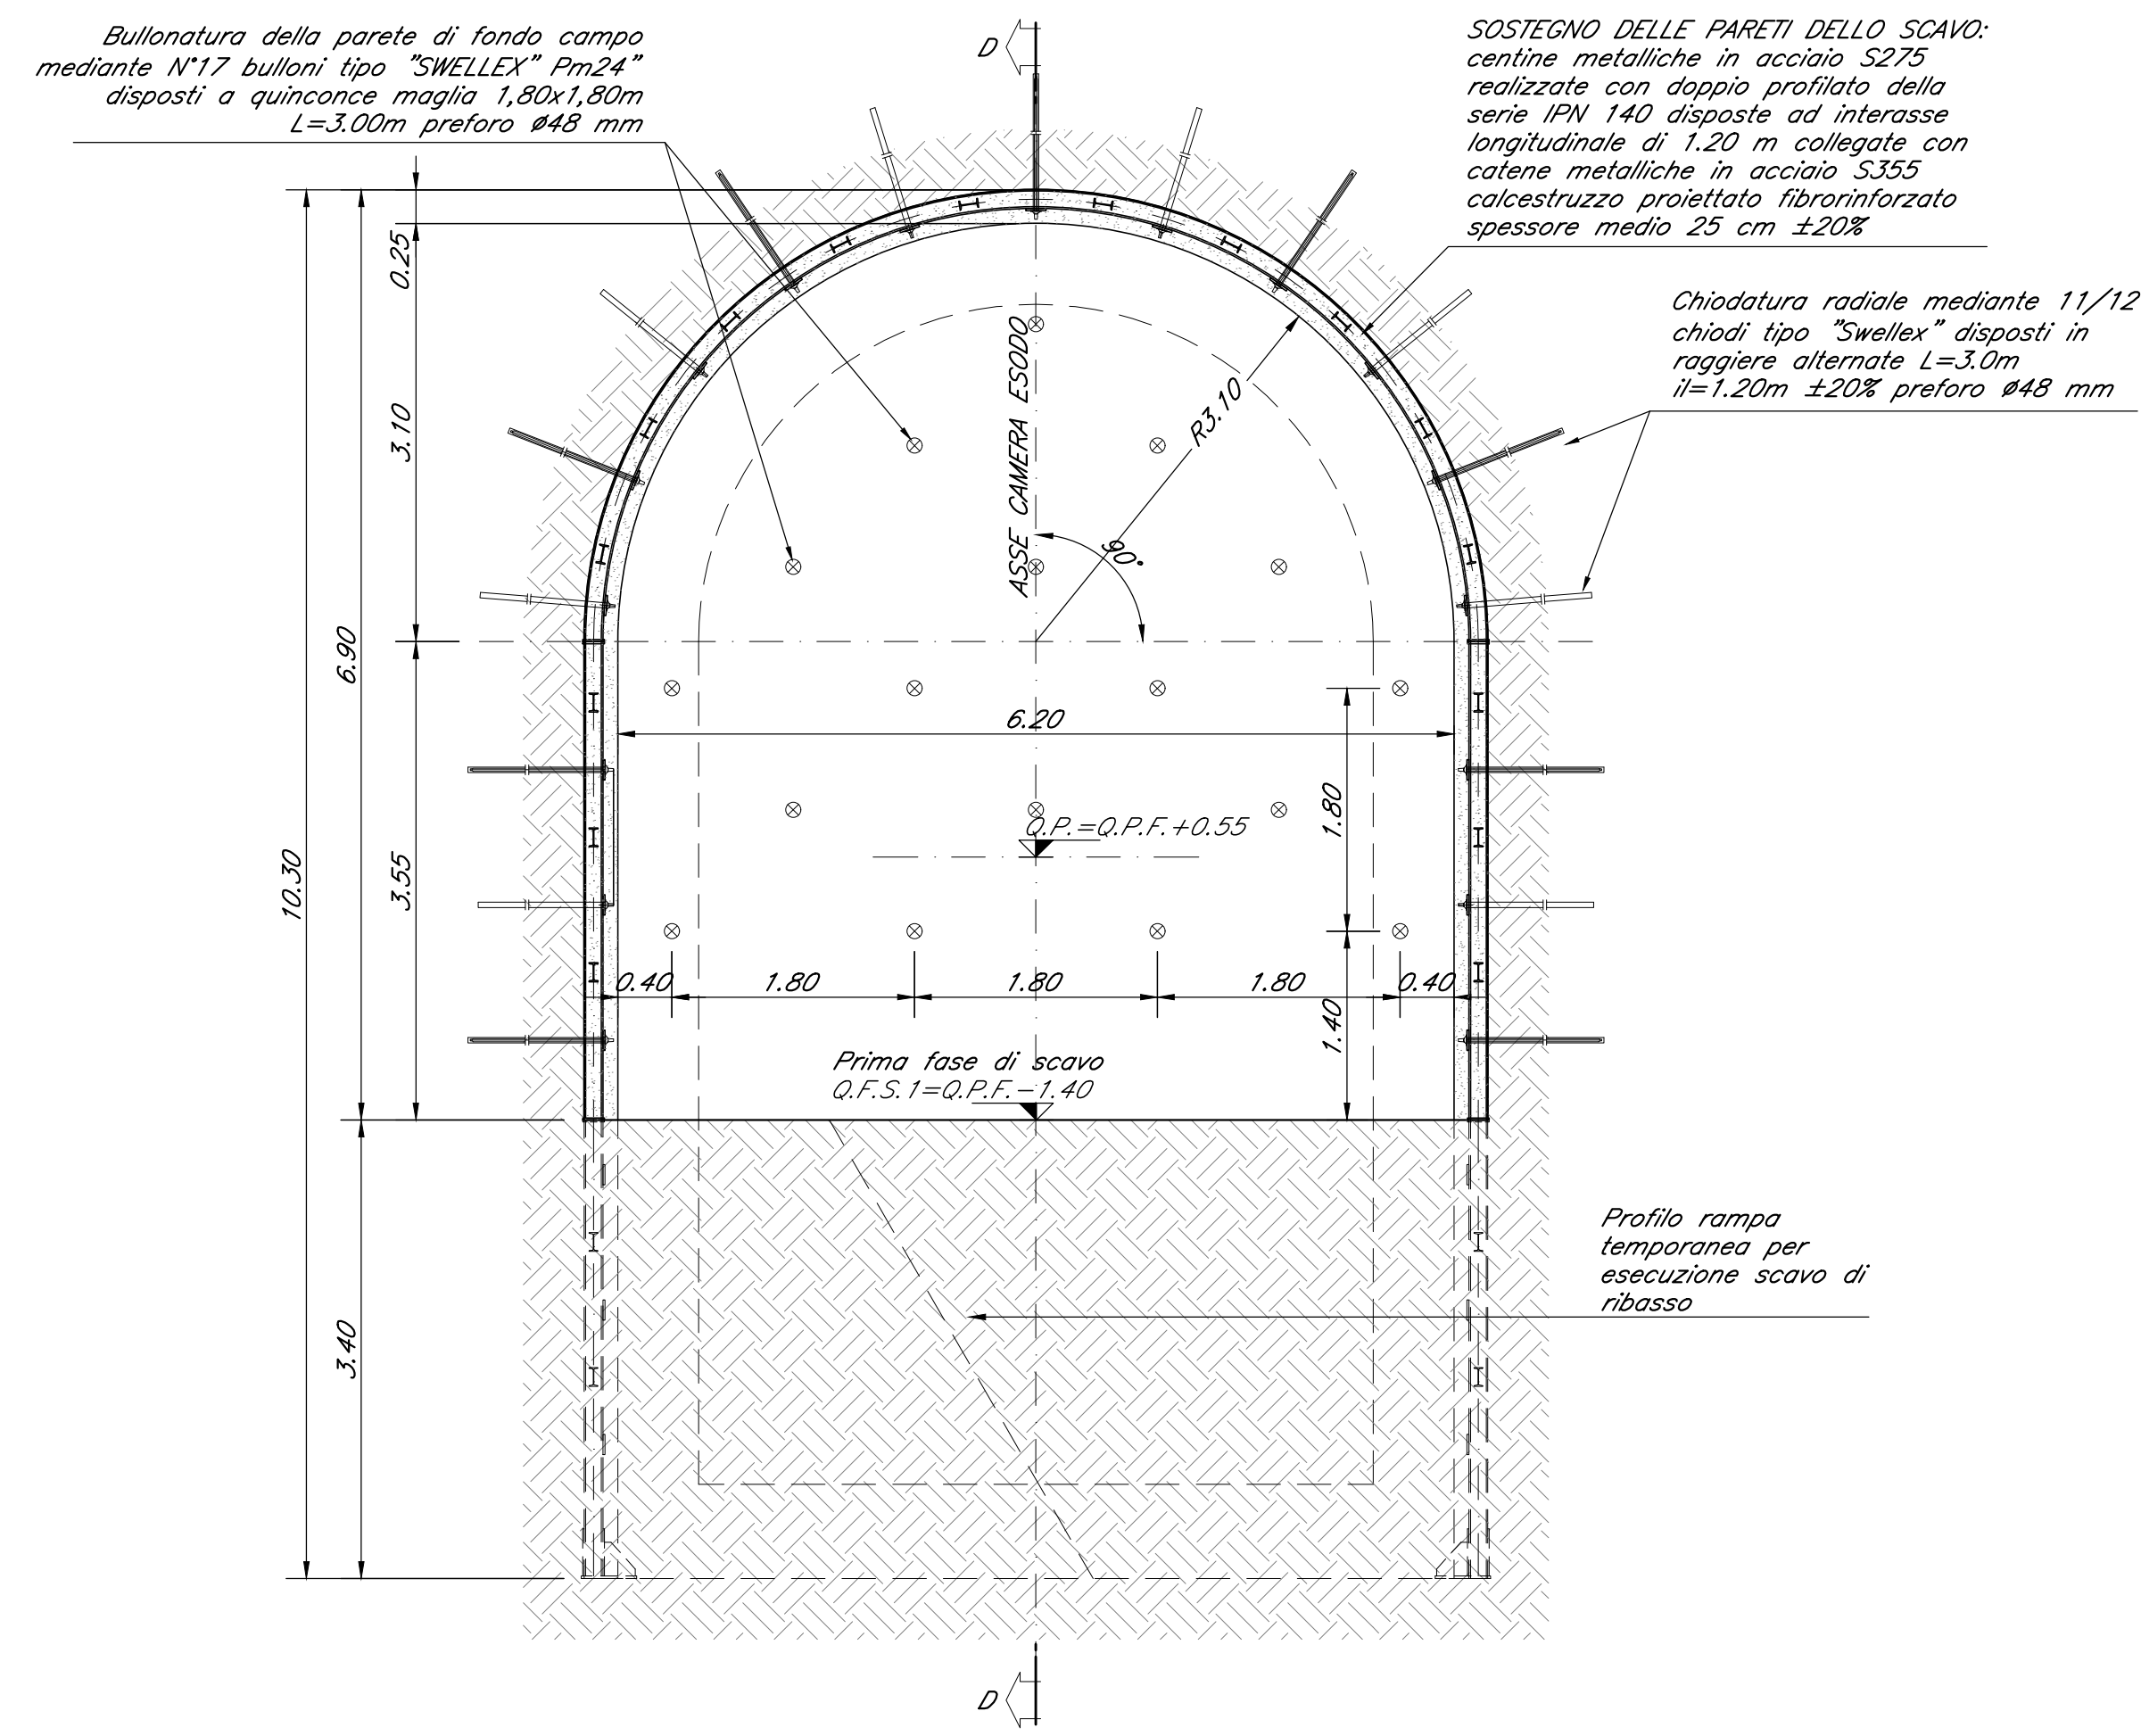 Bullonatura della parete di fondo campo
mediante N°17 bulloni tipo "SWELLEX" Pm24"
disposti a quinconce maglia 1,80x1,80m
L=3.00m preforo ø48 mm
D
SOSTEGNO DELLE PARETI DELLO SCAVO:
centine metalliche in acciaio S275
realizzate con doppio profilato della
serie IPN 140 disposte ad interasse
longitudinale di 1.20 m collegate con
catene metalliche in acciaio S355
calcestruzzo proiettato fibrorinforzato
spessore medio 25 cm ±20%
Chiodatura radiale mediante 11/12
chiodi tipo "Swellex" disposti in
raggiere alternate L=3.0m
il=1.20m ±20% preforo ø48 mm
0.25
3.10
6.90
10.30
3.55
3.40
ASSE CAMERA ESODO
R3.10
90°
6.20
1.80
Q.P.=Q.P.F.+0.55
0.40
1.80
1.80
1.80
0.40
1.40
Prima fase di scavo
Q.F.S.1=Q.P.F.-1.40
Profilo rampa
temporanea per
esecuzione scavo di
ribasso
D